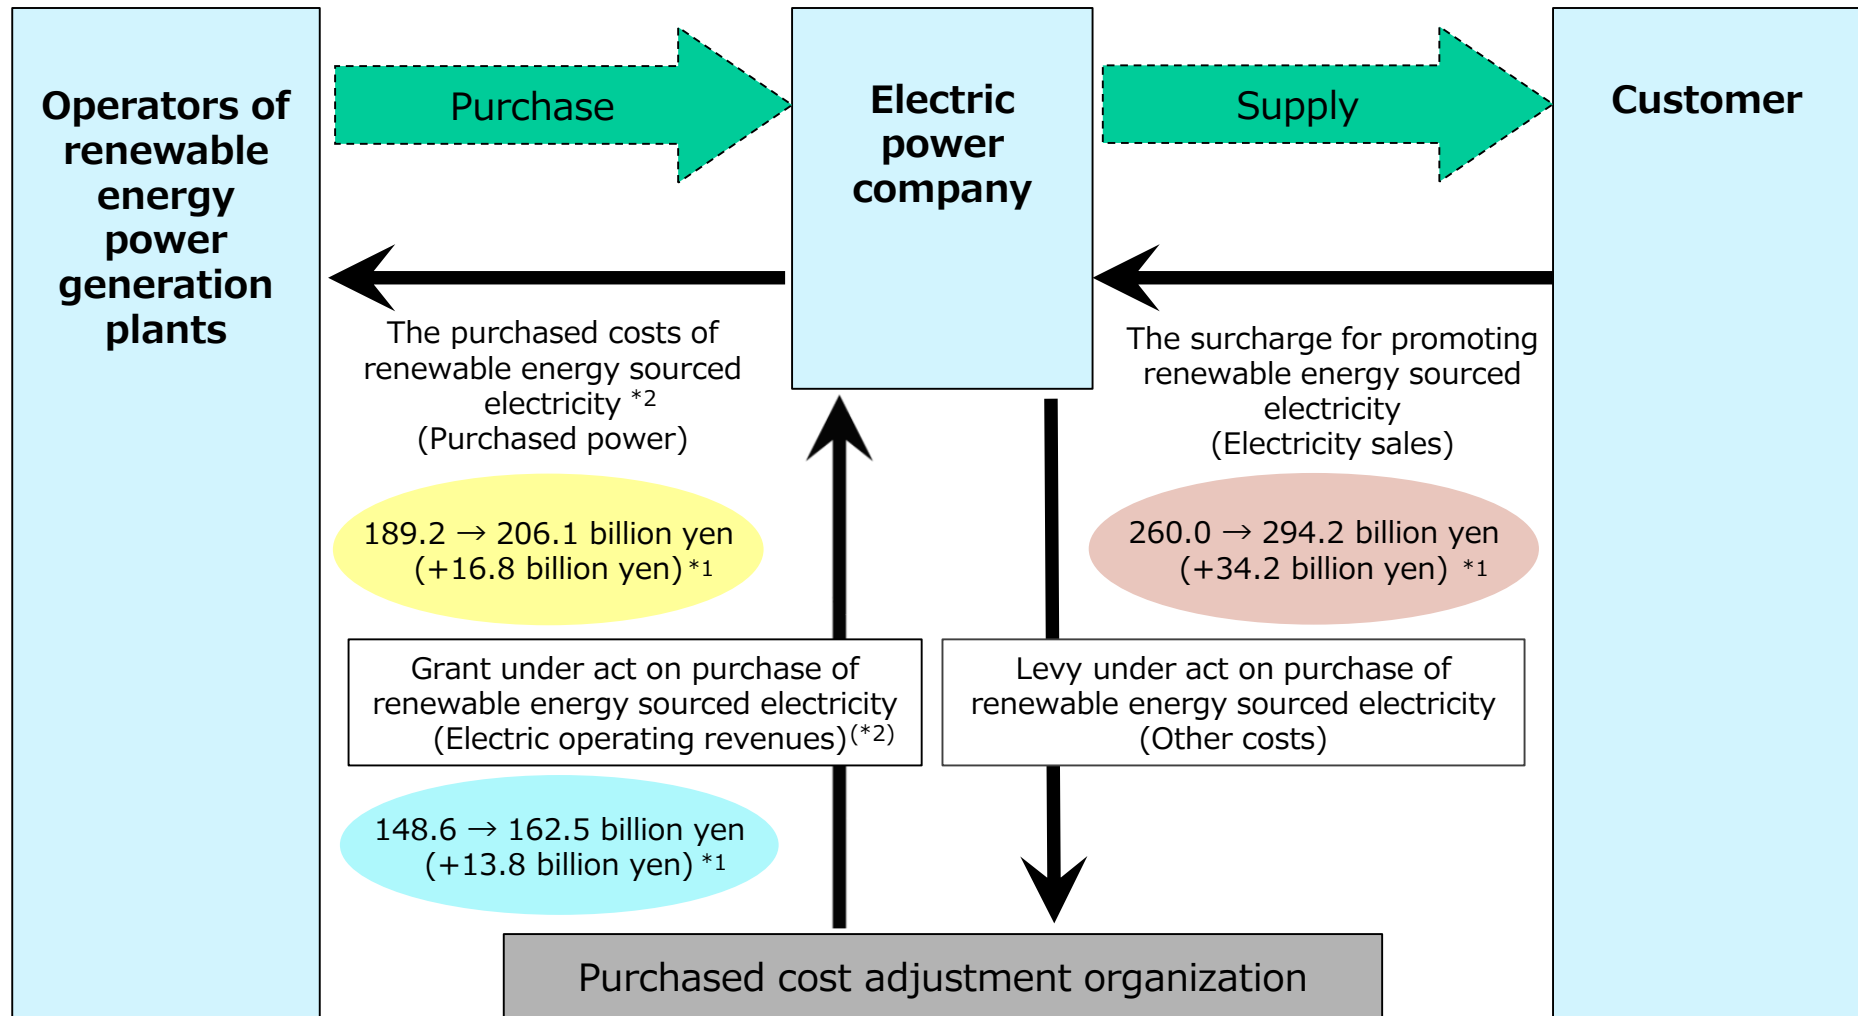 Operators of
renewable
energy
power
generation
plants
Purchase
Electric
power
company
Supply
Customer
The purchased costs of
renewable energy sourced
electricity *2
(Purchased power)
189.2 → 206.1 billion yen
(+16.8 billion yen) *1
The surcharge for promoting
renewable energy sourced
electricity
(Electricity sales)
260.0 → 294.2 billion yen
(+34.2 billion yen) *1
Grant under act on purchase of
renewable energy sourced electricity
(Electric operating revenues)(*2)
148.6 → 162.5 billion yen
(+13.8 billion yen) *1
Levy under act on purchase of
renewable energy sourced electricity
(Other costs)
Purchased cost adjustment organization